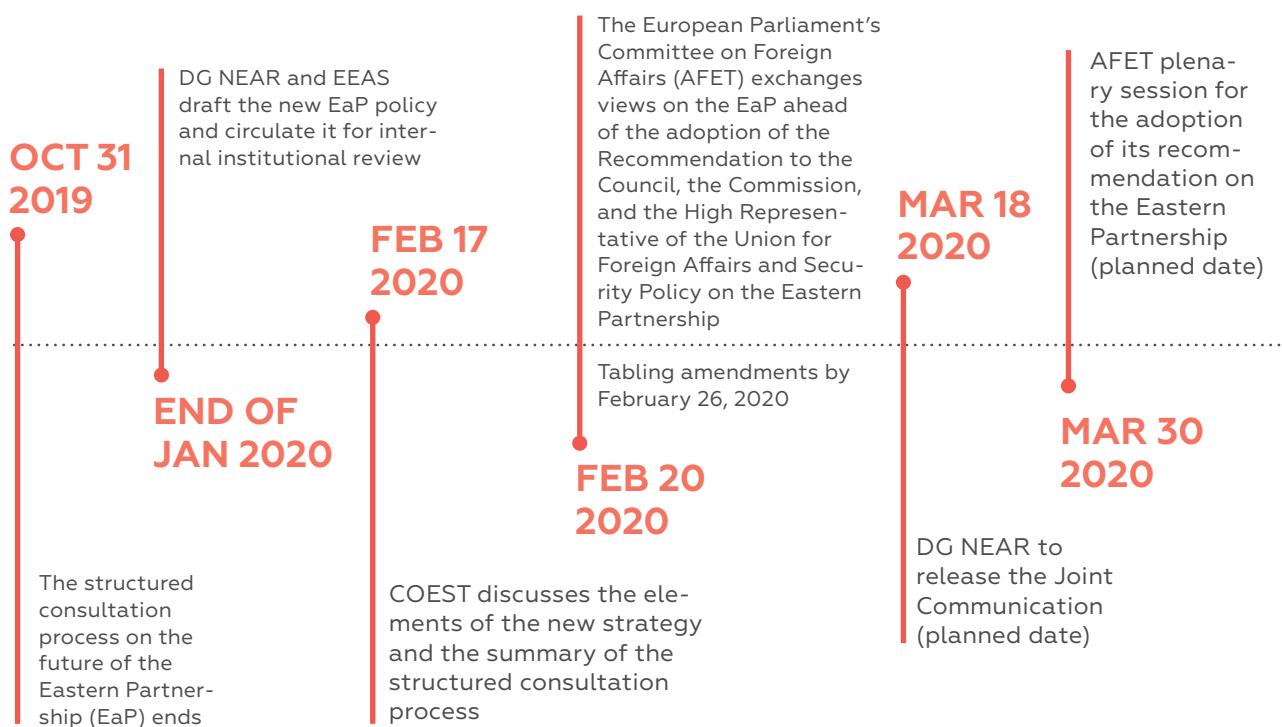 OCT 31
2019
The structured
consultation
process on the
future of the
Eastern Partner-
ship (EaP) ends
DG NEAR and EEAS
draft the new EaP policy
and circulate it for inter-
nal institutional review
END OF
JAN 2020
FEB 17
2020
COEST discusses the ele-
ments of the new strategy
and the summary of the
structured consultation
process
The European Parliament’s
Committee on Foreign
Affairs (AFET) exchanges
views on the EaP ahead
of the adoption of the
Recommendation to the
Council, the Commission,
and the High Represen-
tative of the Union for
Foreign Affairs and Secu-
rity Policy on the Eastern
Partnership
Tabling amendments by
February 26, 2020
FEB 20
2020
MAR 18
2020
DG NEAR to
release the Joint
Communication
(planned date)
AFET plena-
ry session for
the adoption
of its recom-
mendation on
the Eastern
Partnership
(planned date)
MAR 30
2020